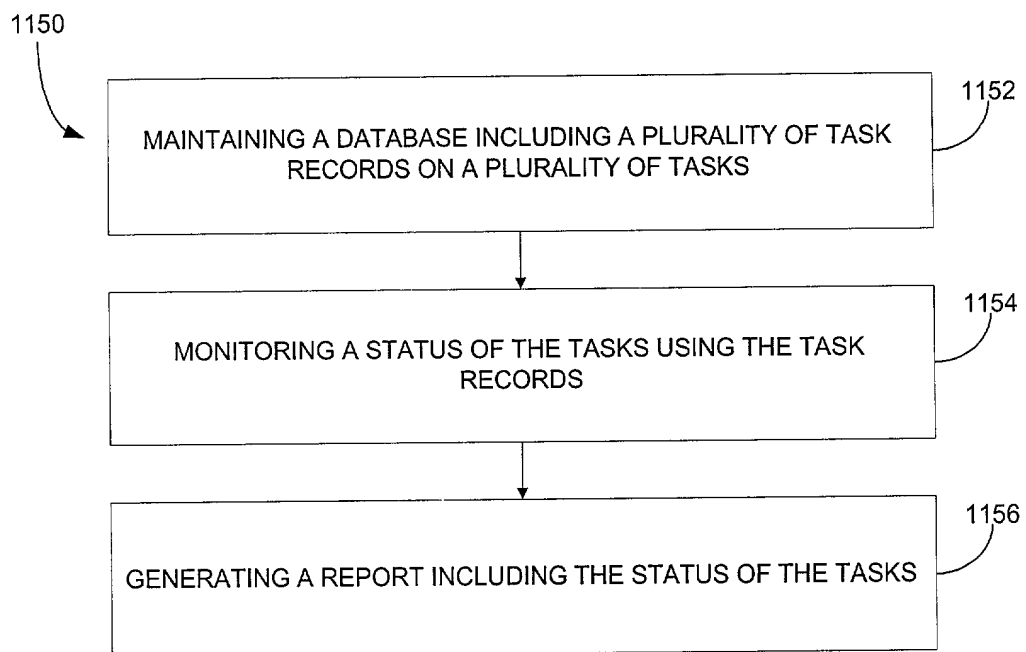 1150
1152
MAINTAINING A DATABASE INCLUDING A PLURALITY OF TASK
RECORDS ON A PLURALITY OF TASKS
1154
MONITORING A STATUS OF THE TASKS USING THE TASK
RECORDS
1156
GENERATING A REPORT INCLUDING THE STATUS OF THE TASKS